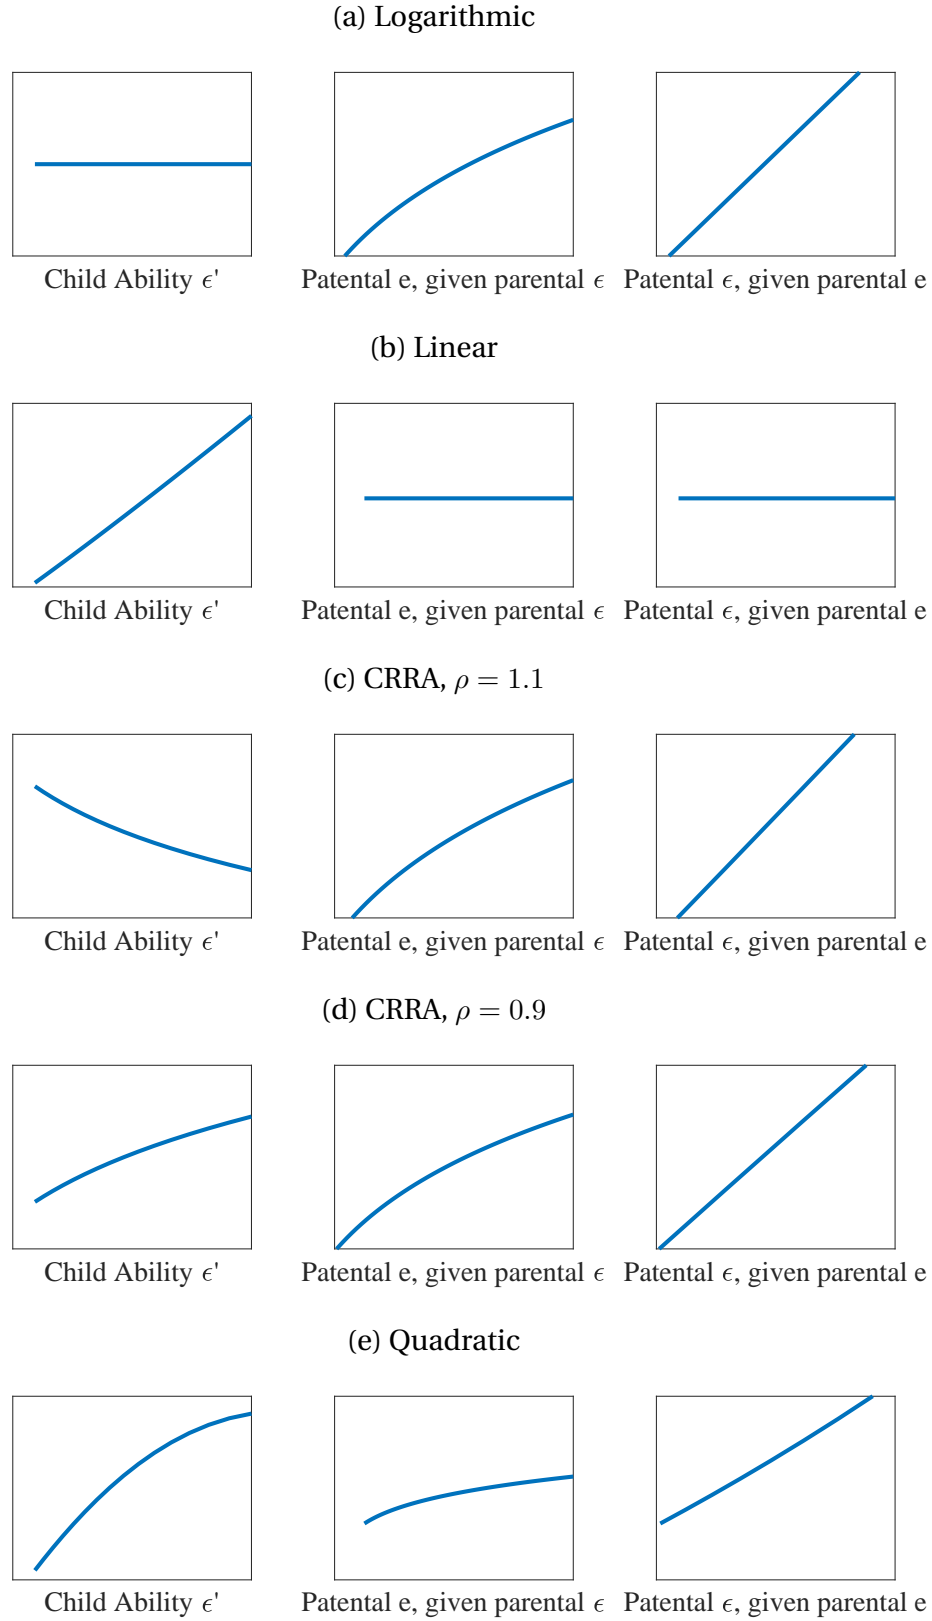 (a) Logarithmic
Child Ability ϵ'
Patental e, given parental ϵ
Patental ϵ, given parental e
(b) Linear
Child Ability ϵ'
Patental e, given parental ϵ
Patental ϵ, given parental e
(c) CRRA, ρ = 1.1
Child Ability ϵ'
Patental e, given parental ϵ
Patental ϵ, given parental e
(d) CRRA, ρ = 0.9
Child Ability ϵ'
Patental e, given parental ϵ
Patental ϵ, given parental e
(e) Quadratic
Child Ability ϵ'
Patental e, given parental ϵ
Patental ϵ, given parental e